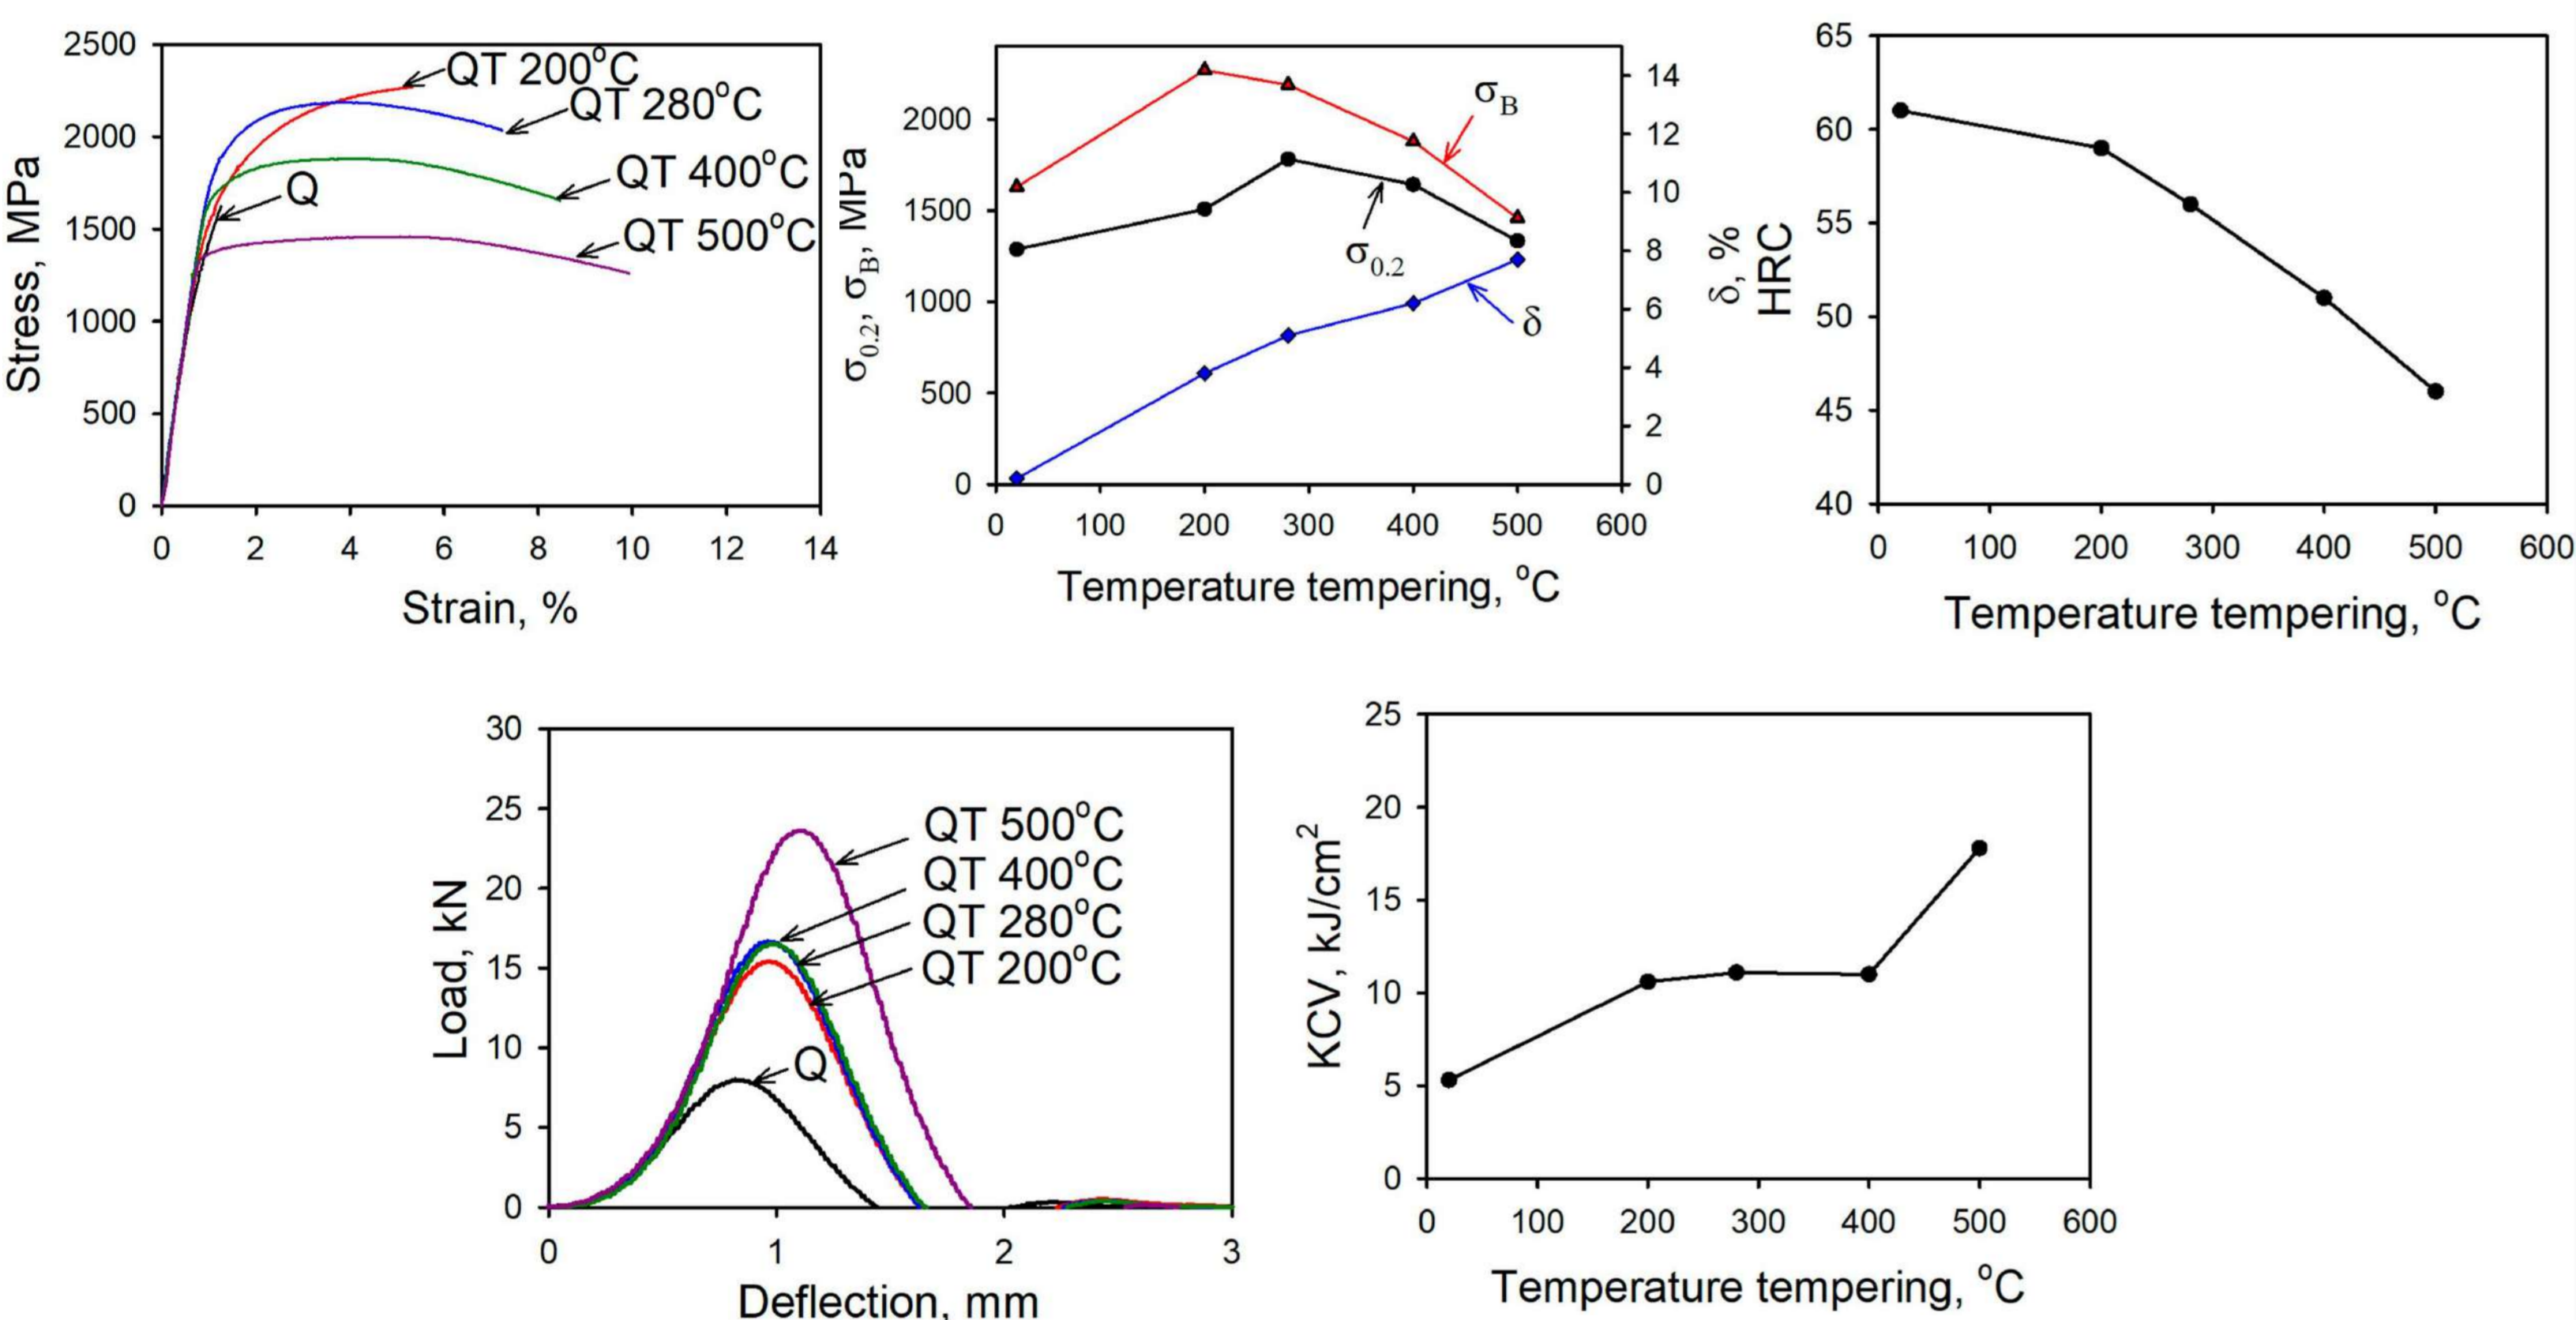 2500
2000
1500
1000
500
0
Stress, MPa
QT 200°C
QT 280°C
QT 400°C
Q
QT 500°C
0 2 4 6 8 10 12 14
Strain, %
2000
1500
1000
500
0
σ0.2, σB, MPa
14
12
10
8
6
4
2
0
δ, %
σB
σ0.2
δ
0 100 200 300 400 500 600
Temperature tempering, °C
65
60
55
50
45
40
HRC
0 100 200 300 400 500 600
Temperature tempering, °C
30
25
20
15
10
5
0
Load, kN
QT 500°C
QT 400°C
QT 280°C
QT 200°C
Q
0 1 2 3
Deflection, mm
25
20
15
10
5
0
KCV, kJ/cm²
0 100 200 300 400 500 600
Temperature tempering, °C